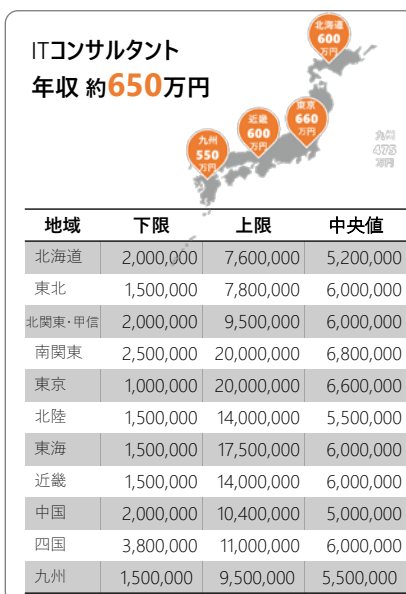 ITコンサルタント
年収 約650万円
北海道
600
万円
東京
660
万円
近畿
600
万円
九州
550
万円
九州
475
万円
地域 下限 上限 中央値
北海道 2,000,000 7,600,000 5,200,000
東北 1,500,000 7,800,000 6,000,000
北関東・甲信 2,000,000 9,500,000 6,000,000
南関東 2,500,000 20,000,000 6,800,000
東京 1,000,000 20,000,000 6,600,000
北陸 1,500,000 14,000,000 5,500,000
東海 1,500,000 17,500,000 6,000,000
近畿 1,500,000 14,000,000 6,000,000
中国 2,000,000 10,400,000 5,000,000
四国 3,800,000 11,000,000 6,000,000
九州 1,500,000 9,500,000 5,500,000